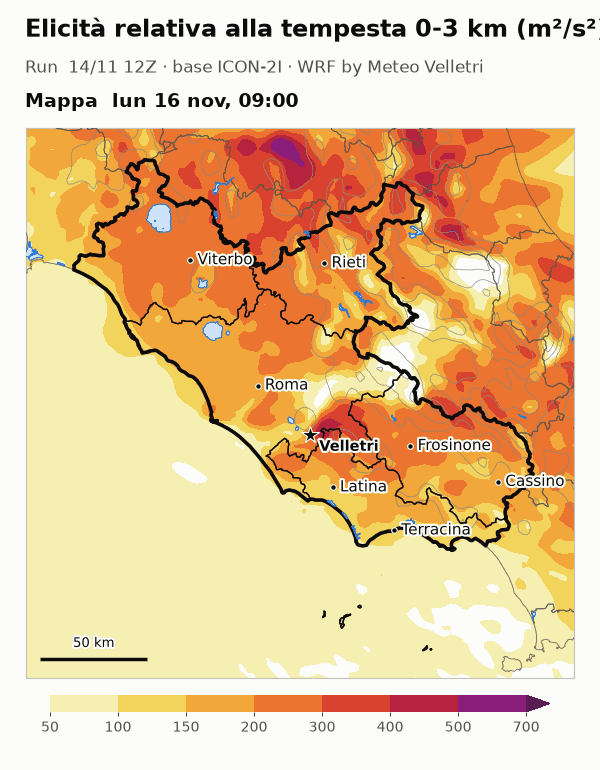 Elicità relativa alla tempesta 0-3 km (m²/s²)
Run 14/11 12Z · base ICON-2I · WRF by Meteo Velletri
Mappa lun 16 nov, 09:00
Viterbo
Rieti
Roma
Velletri
Frosinone
Cassino
Latina
Terracina
50 km
50 100 150 200 300 400 500 700